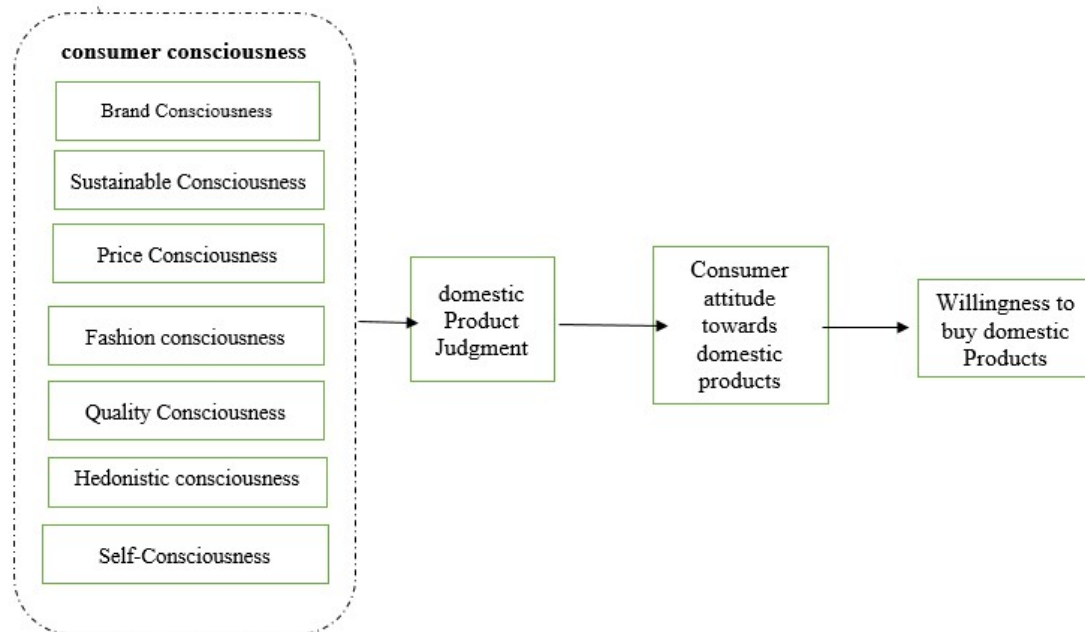 consumer consciousness
Brand Consciousness
Sustainable Consciousness
Price Consciousness
Fashion consciousness
Quality Consciousness
Hedonistic consciousness
Self-Consciousness
domestic
Product
Judgment
Consumer
attitude
towards
domestic
products
Willingness to
buy domestic
Products